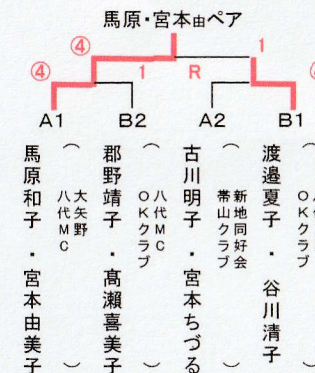 馬原・宮本由ペア
④ 1
④ 1 R
A1 B2 A2 B1
馬原和子・宮本由美子
（大矢野
八代MC）
郡野靖子・髙瀨喜美子
（八代MC
OKクラブ）
古川明子・宮本ちづる
（新地同好会
帯山クラブ）
渡邉夏子・谷川清子
OKクラブ